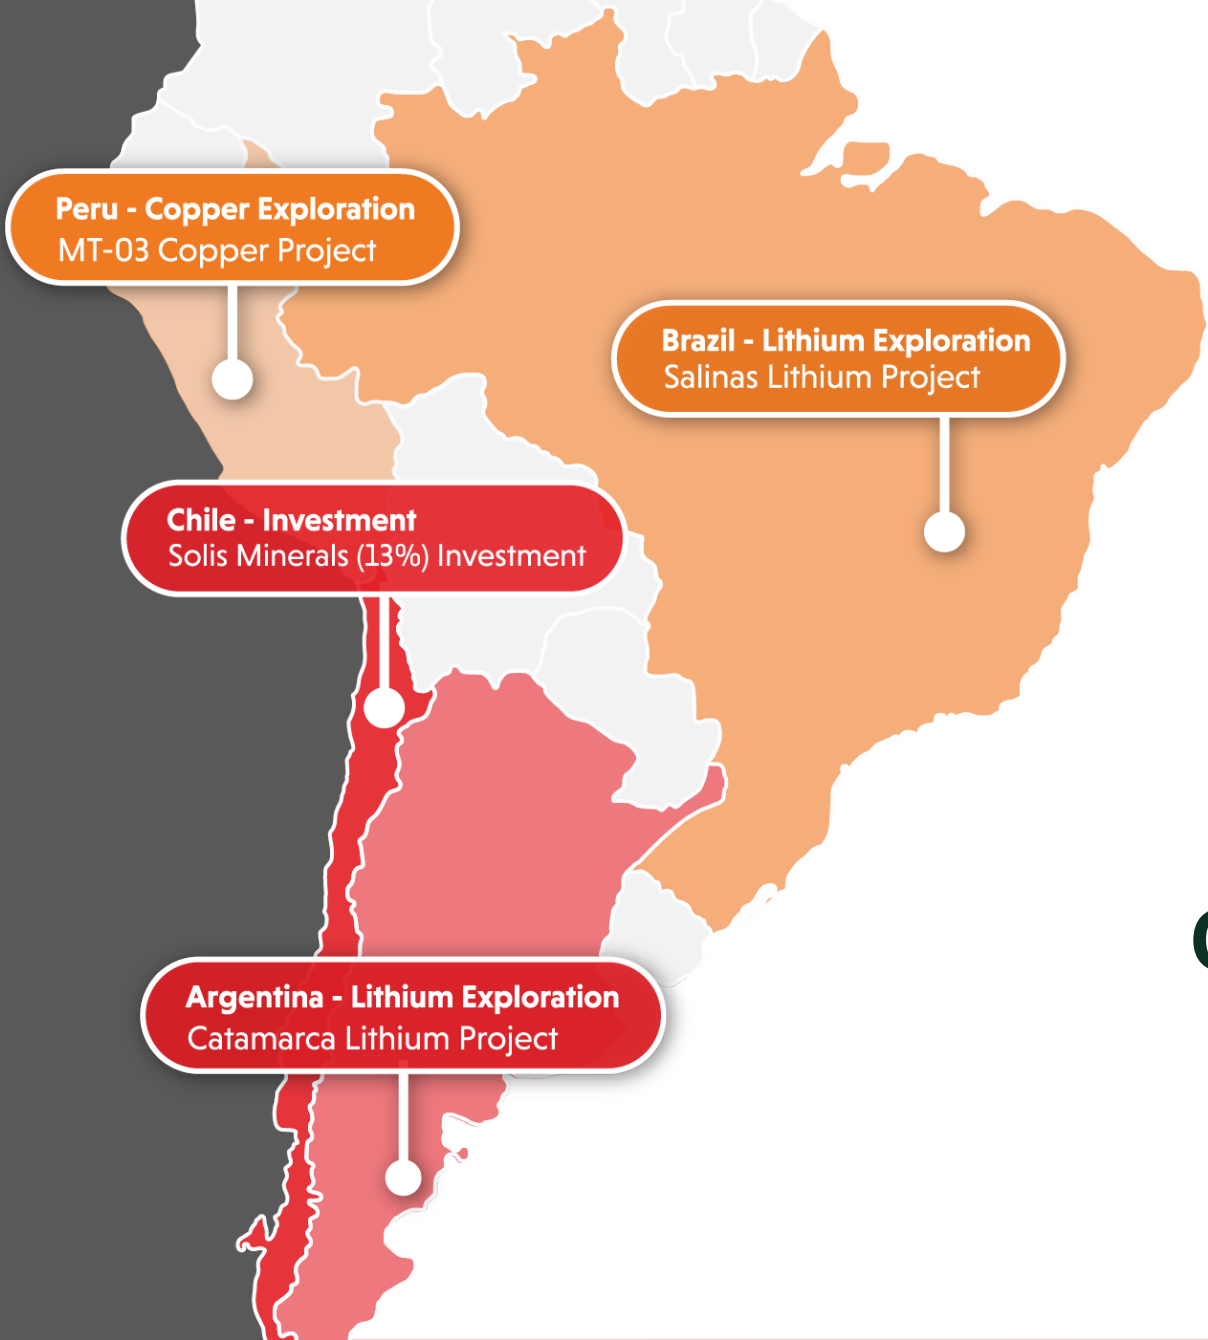 Peru - Copper Exploration
MT-03 Copper Project
Brazil - Lithium Exploration
Salinas Lithium Project
Chile - Investment
Solis Minerals (13%) Investment
Argentina - Lithium Exploration
Catamarca Lithium Project